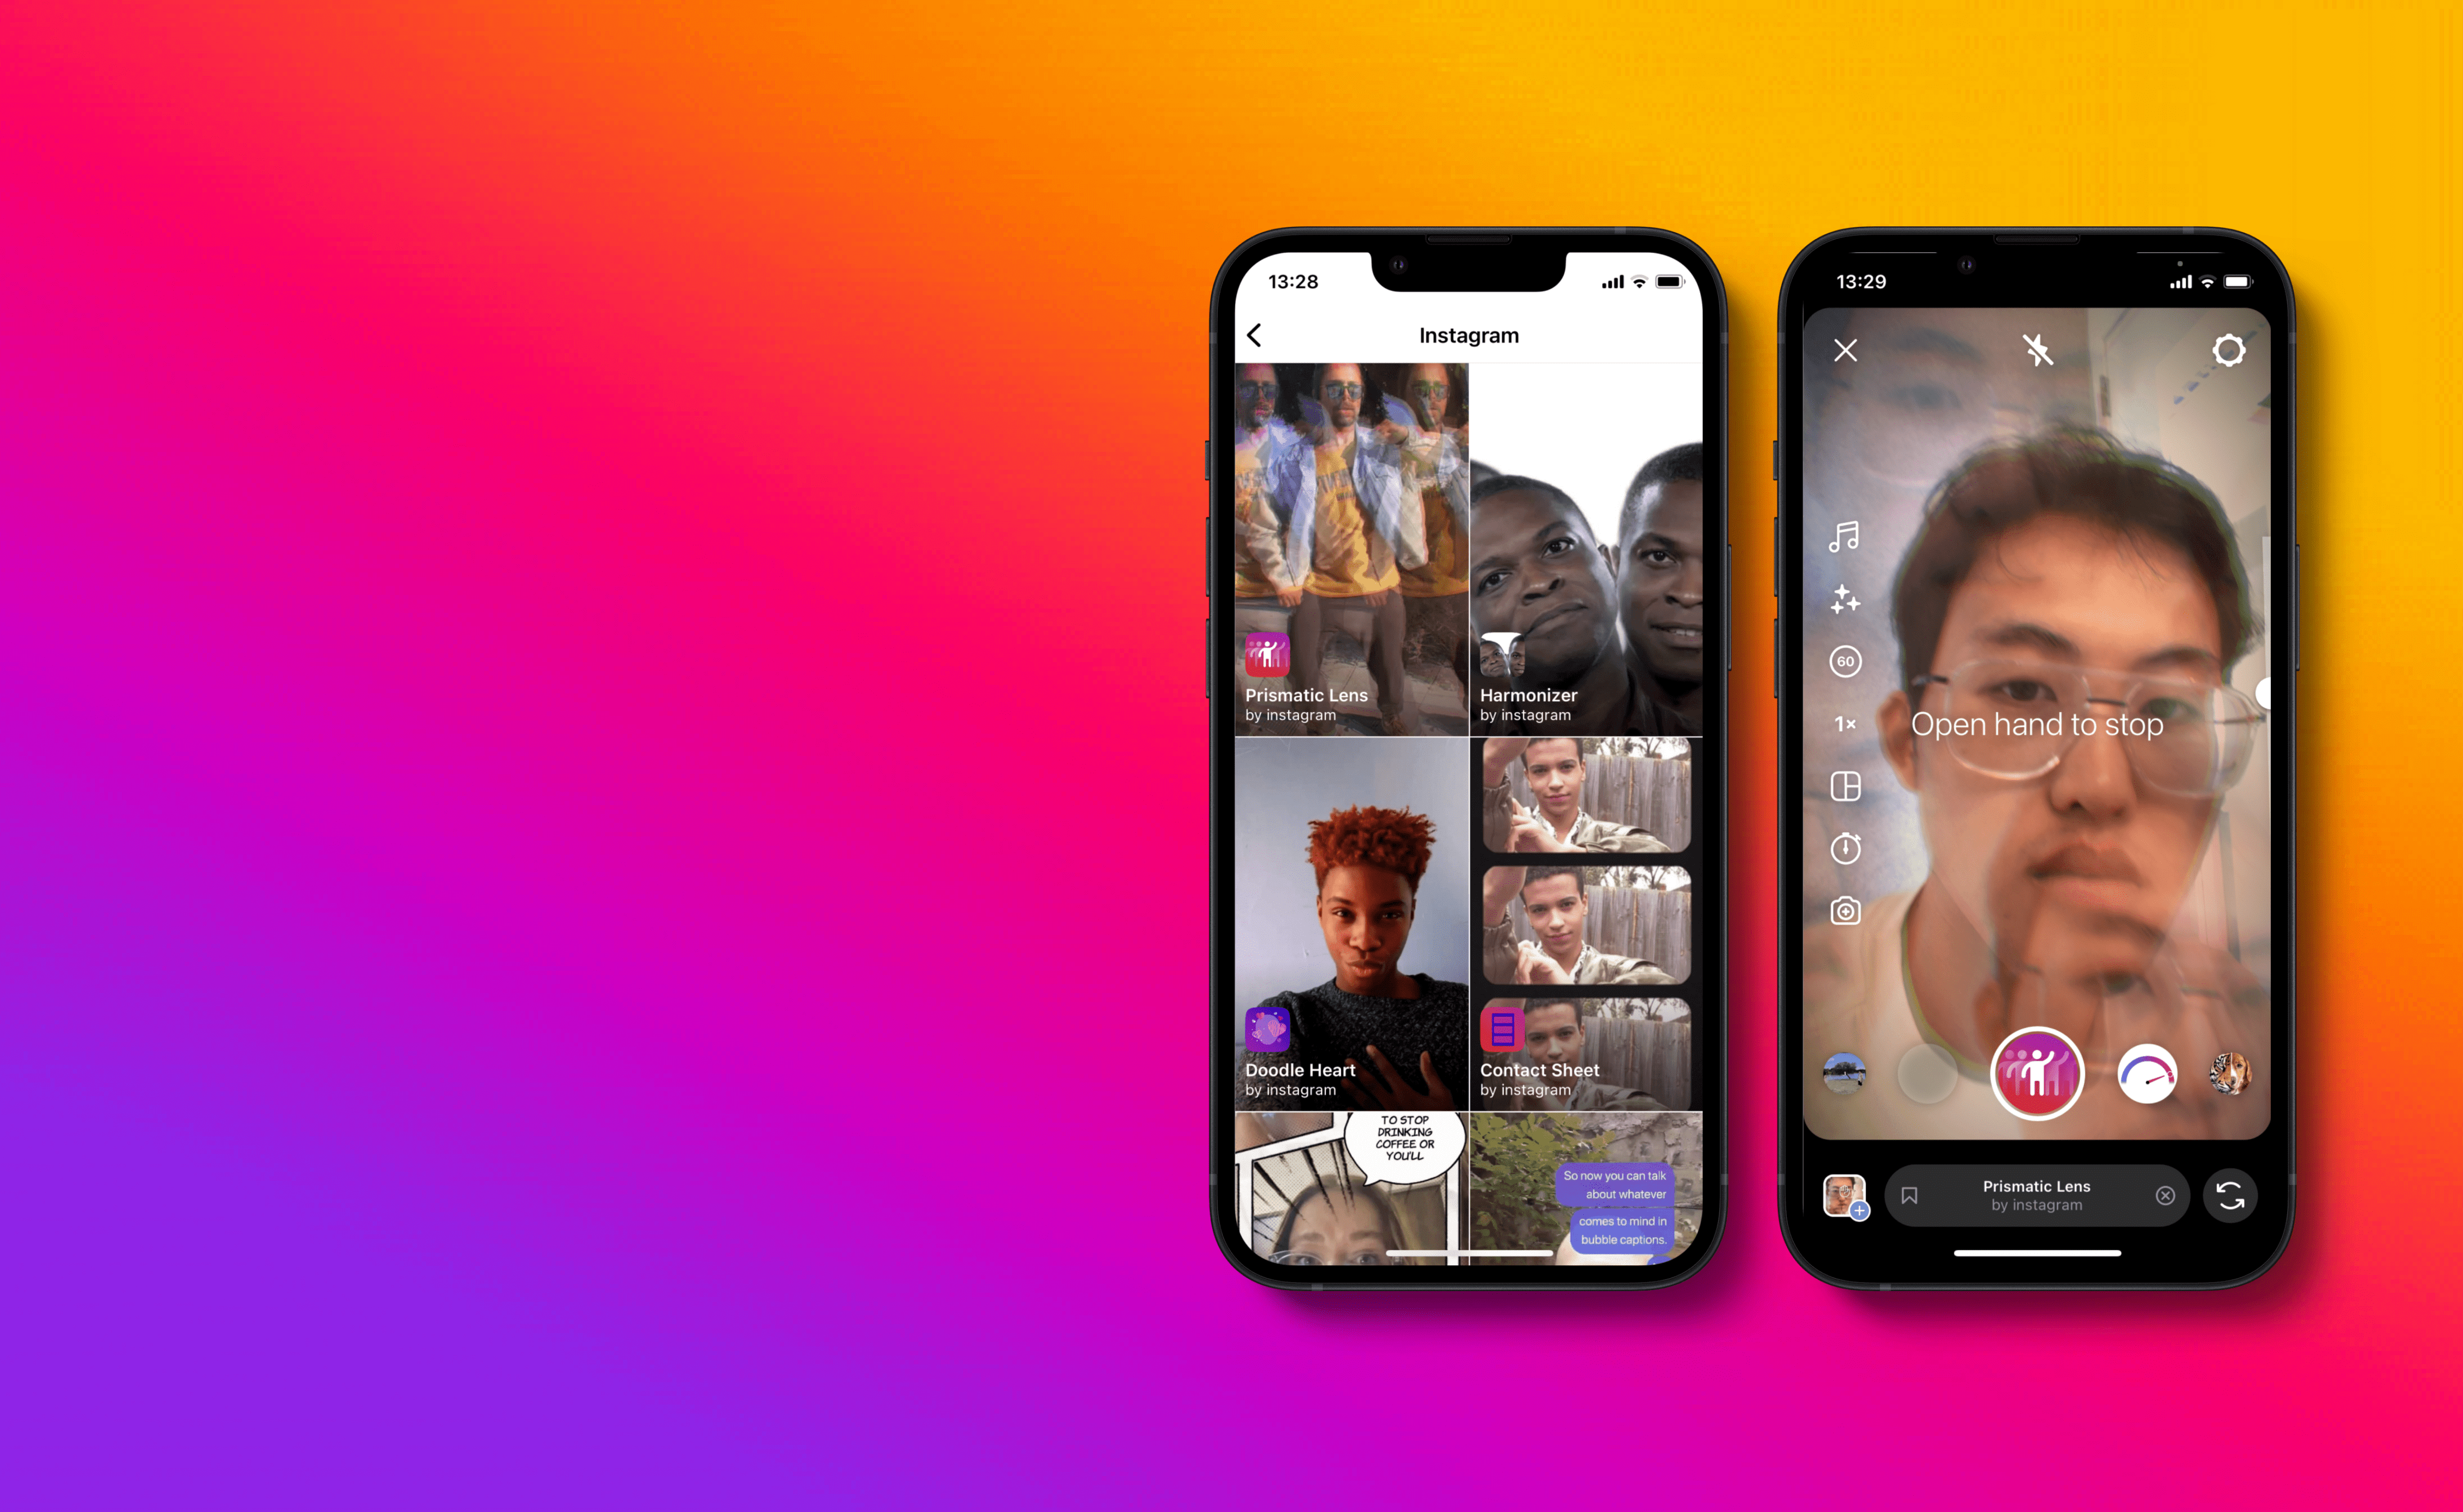 13:28
Instagram
Prismatic Lens
by instagram
Harmonizer
by instagram
Doodle Heart
by instagram
Contact Sheet
by instagram
TO STOP
DRINKING
COFFEE OR
YOU'LL
So now you can talk
about whatever
comes to mind in
bubble captions.
13:29
60
1×
Open hand to stop
Prismatic Lens
by instagram